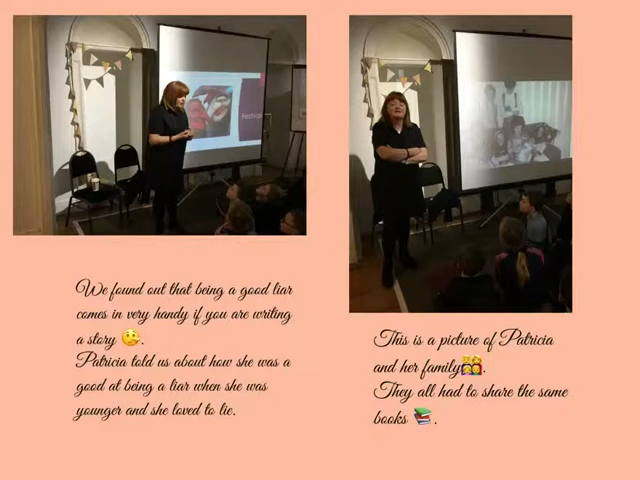 Festival
We found out that being a good liar
comes in very handy if you are writing
a story 🤥.
Patricia told us about how she was a
good at being a liar when she was
younger and she loved to lie.
This is a picture of Patricia
and her family👨‍👩‍👧‍👦.
They all had to share the same
books 📚.